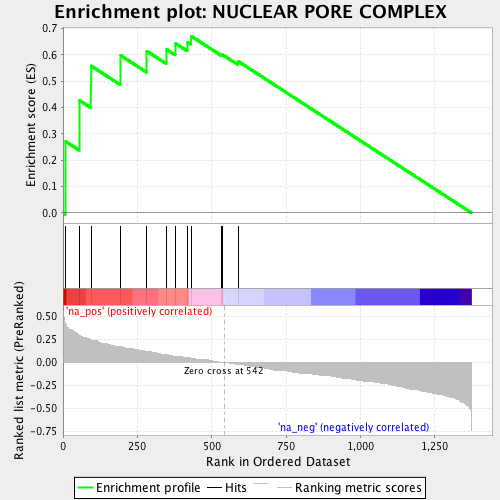 Enrichment plot: NUCLEAR PORE COMPLEX
Enrichment score (ES)
0.7
0.6
0.5
0.4
0.3
0.2
0.1
0.0
'na_pos' (positively correlated)
Ranked list metric (PreRanked)
0.50
0.25
0.00
-0.25
-0.50
-0.75
Zero cross at 542
'na_neg' (negatively correlated)
0 250 500 750 1,000 1,250
Rank in Ordered Dataset
Enrichment profile Hits Ranking metric scores